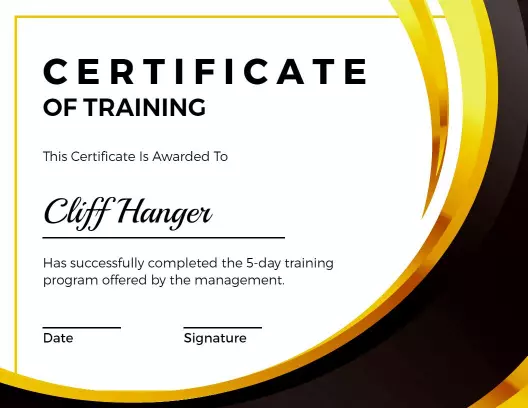 CERTIFICATE
OF TRAINING
This Certificate Is Awarded To
Cliff Hanger
Has successfully completed the 5-day training
program offered by the management.
Date
Signature